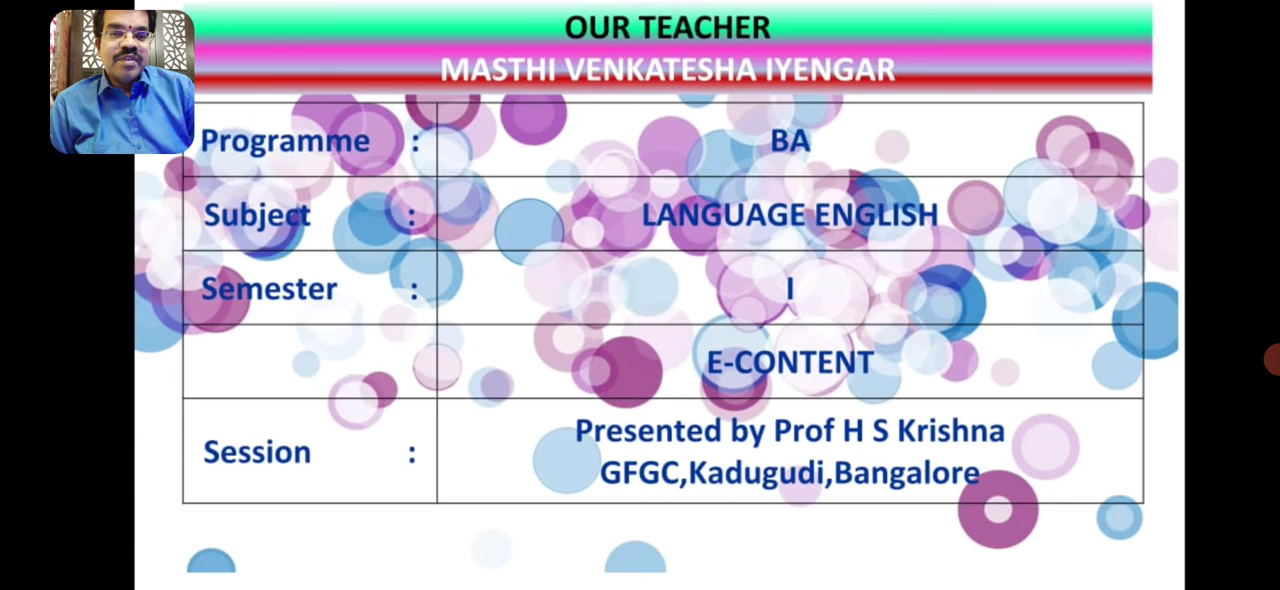 OUR TEACHER
MASTHI VENKATESHA IYENGAR
Programme : BA
Subject : LANGUAGE ENGLISH
Semester : I
E-CONTENT
Session : Presented by Prof H S Krishna
GFGC,Kadugudi,Bangalore